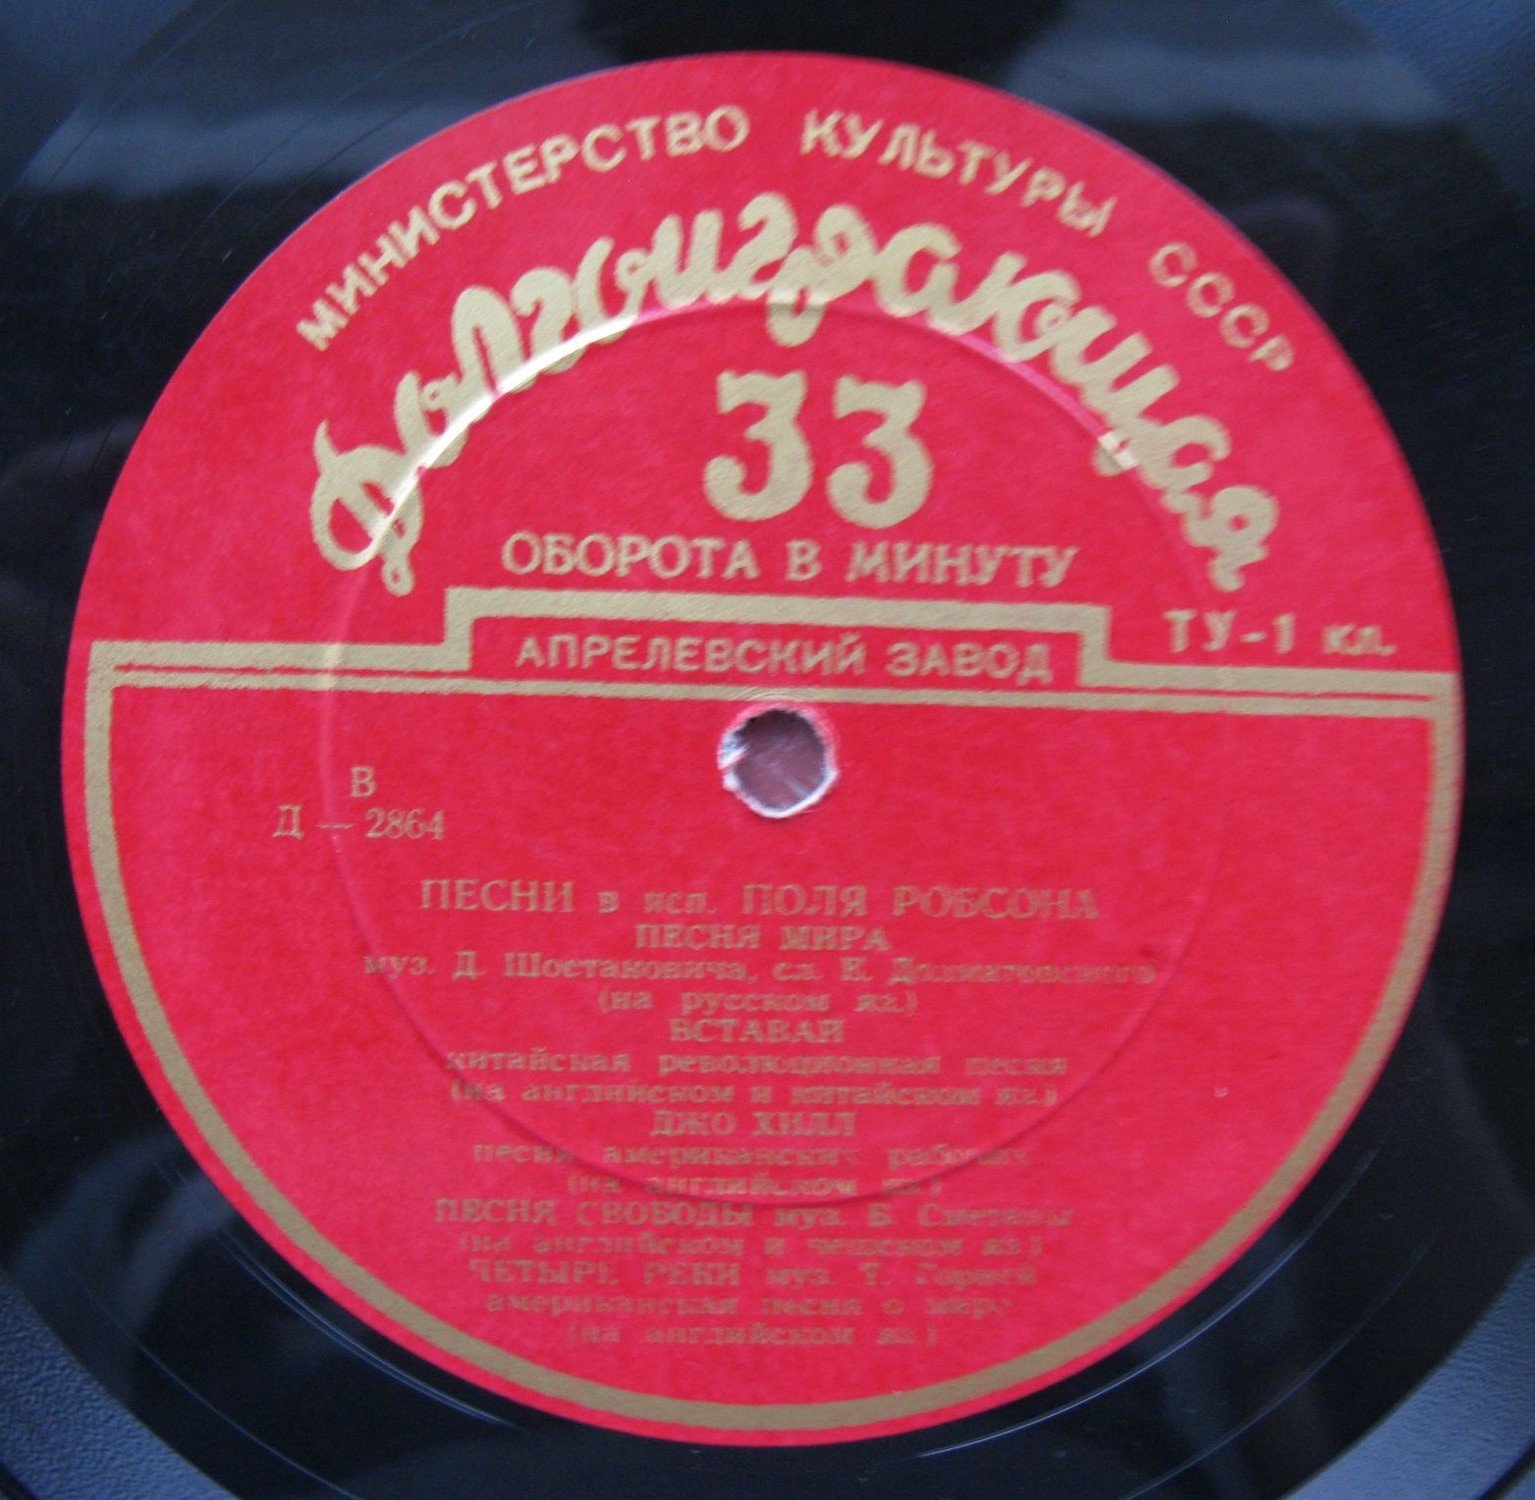 МИНИСТЕРСТВО КУЛЬТУРЫ СССР
Долгоиграющая
33
ОБОРОТА В МИНУТУ
ТУ-1 кл.
АПРЕЛЕВСКИЙ ЗАВОД
В
Д — 2864
ПЕСНИ в исп. ПОЛЯ РОБСОНА
ПЕСНЯ МИРА
муз. Д. Шостаковича, сл. Е. Долматовского
(на русском яз.)
ВСТАВАЙ
китайская революционная песня
(на английском и китайском яз.)
ДЖО ХИЛЛ
песня американских рабочих
(на английском яз.)
ПЕСНЯ СВОБОДЫ муз. Б. Сметаны
(на английском и чешском яз.)
ЧЕТЫРЕ РЕКИ муз. Т.
американская песня о мире
(на английском яз.)